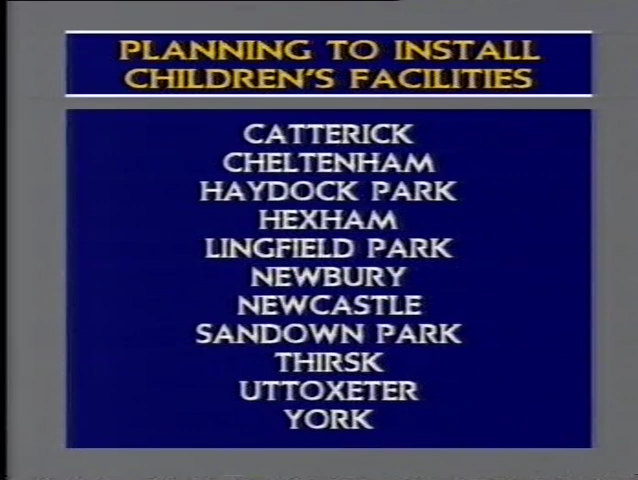 PLANNING TO INSTALL
CHILDREN'S FACILITIES
CATTERICK
CHELTENHAM
HAYDOCK PARK
HEXHAM
LINGFIELD PARK
NEWBURY
NEWCASTLE
SANDOWN PARK
THIRSK
UTTOXETER
YORK